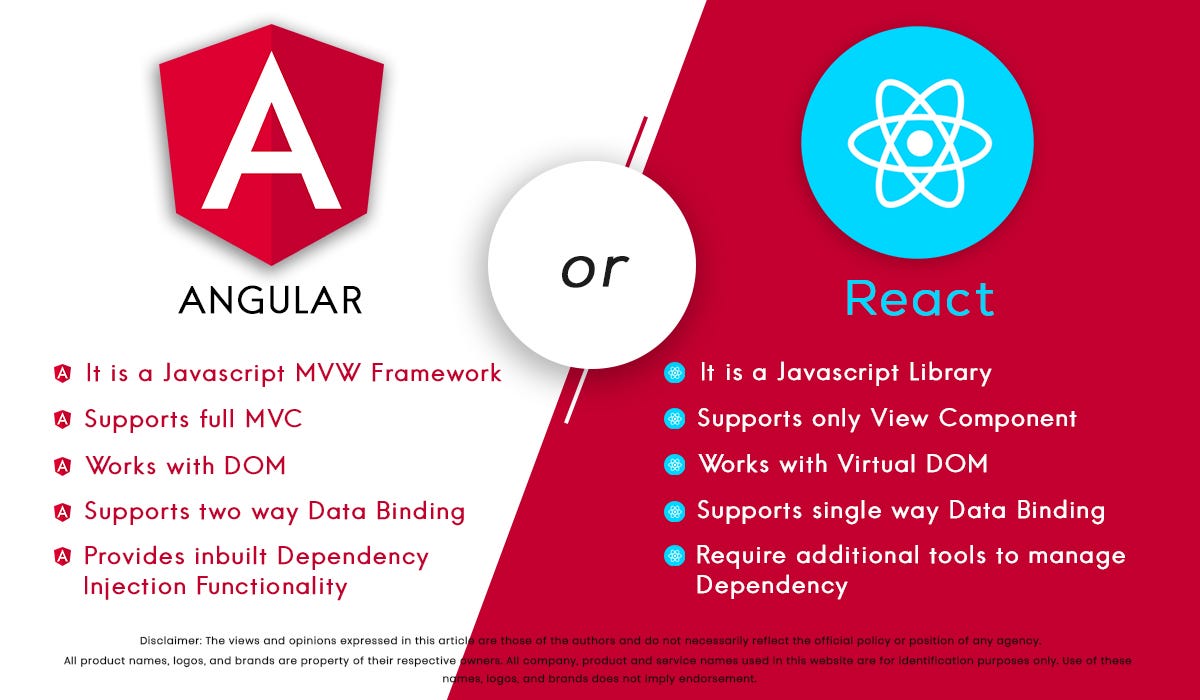 ANGULAR
It is a Javascript MVW Framework
Supports full MVC
Works with DOM
Supports two way Data Binding
Provides inbuilt Dependency
Injection Functionality
or
React
It is a Javascript Library
Supports only View Component
Works with Virtual DOM
Supports single way Data Binding
Require additional tools to manage
Dependency
Disclaimer: The views and opinions expressed in this article are those of the authors and do not necessarily reflect the official policy or position of any agency.
All product names, logos, and brands are property of their respective owners. All company, product and service names used in this website are for identification purposes only. Use of these
names, logos, and brands does not imply endorsement.